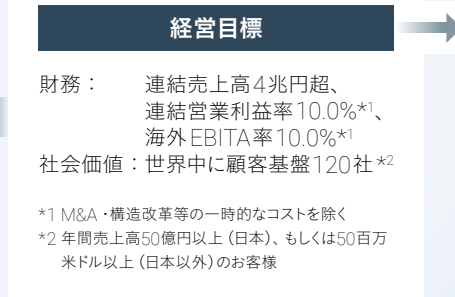 経営目標
財務： 連結売上高4兆円超、
連結営業利益率10.0%*1、
海外EBITA率10.0%*1
社会価値：世界中に顧客基盤120社*2
*1 M&A・構造改革等の一時的なコストを除く
*2 年間売上高50億円以上（日本）、もしくは50百万
米ドル以上（日本以外）のお客様